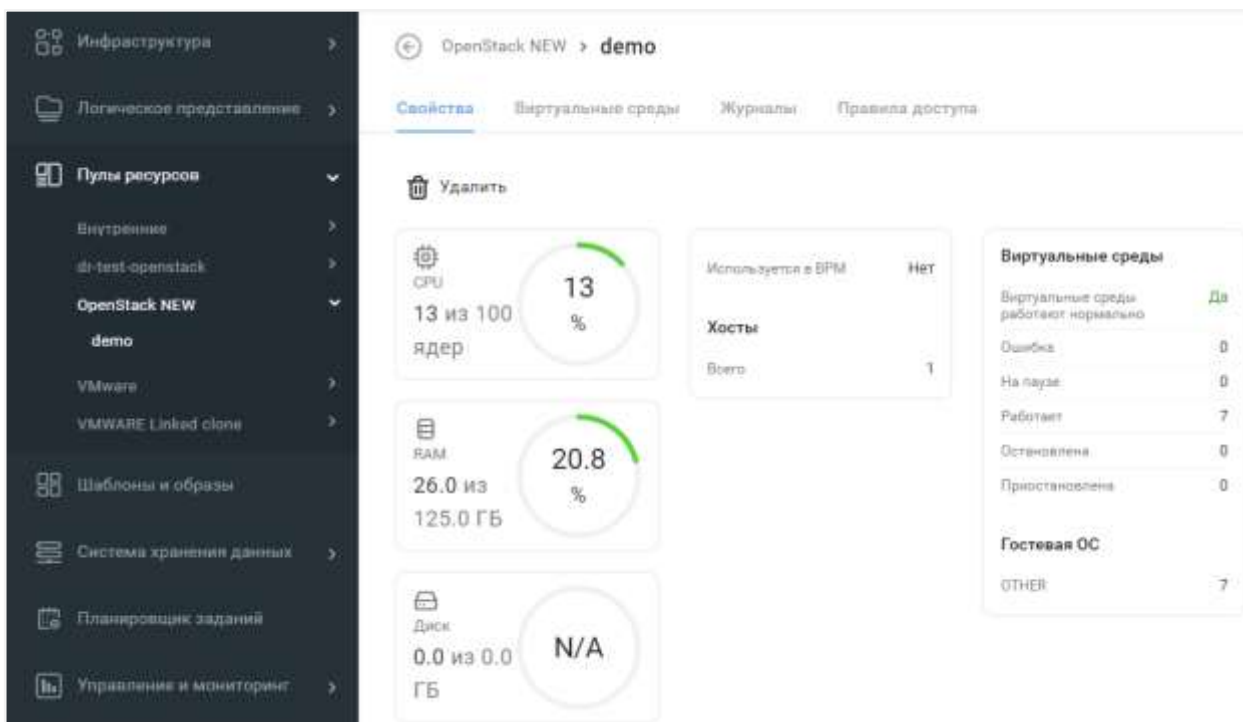 Инфраструктура
Логическое представление
Пулы ресурсов
Внутренние
dr-test-openstack
OpenStack NEW
demo
VMware
VMWARE Linked clone
Шаблоны и образы
Система хранения данных
Планировщик заданий
Управление и мониторинг
OpenStack NEW > demo
Свойства Виртуальные среды Журналы Правила доступа
Удалить
CPU
13 из 100
ядер
13
%
RAM
26.0 из
125.0 ГБ
20.8
%
Диск
0.0 из 0.0
ГБ
N/A
Используется в ВРМ Нет
Хосты
Всего 1
Виртуальные среды
Виртуальные среды
работают нормально Да
Ошибка 0
На паузе 0
Работает 7
Остановлена 0
Приостановлена 0
Гостевая ОС
OTHER 7